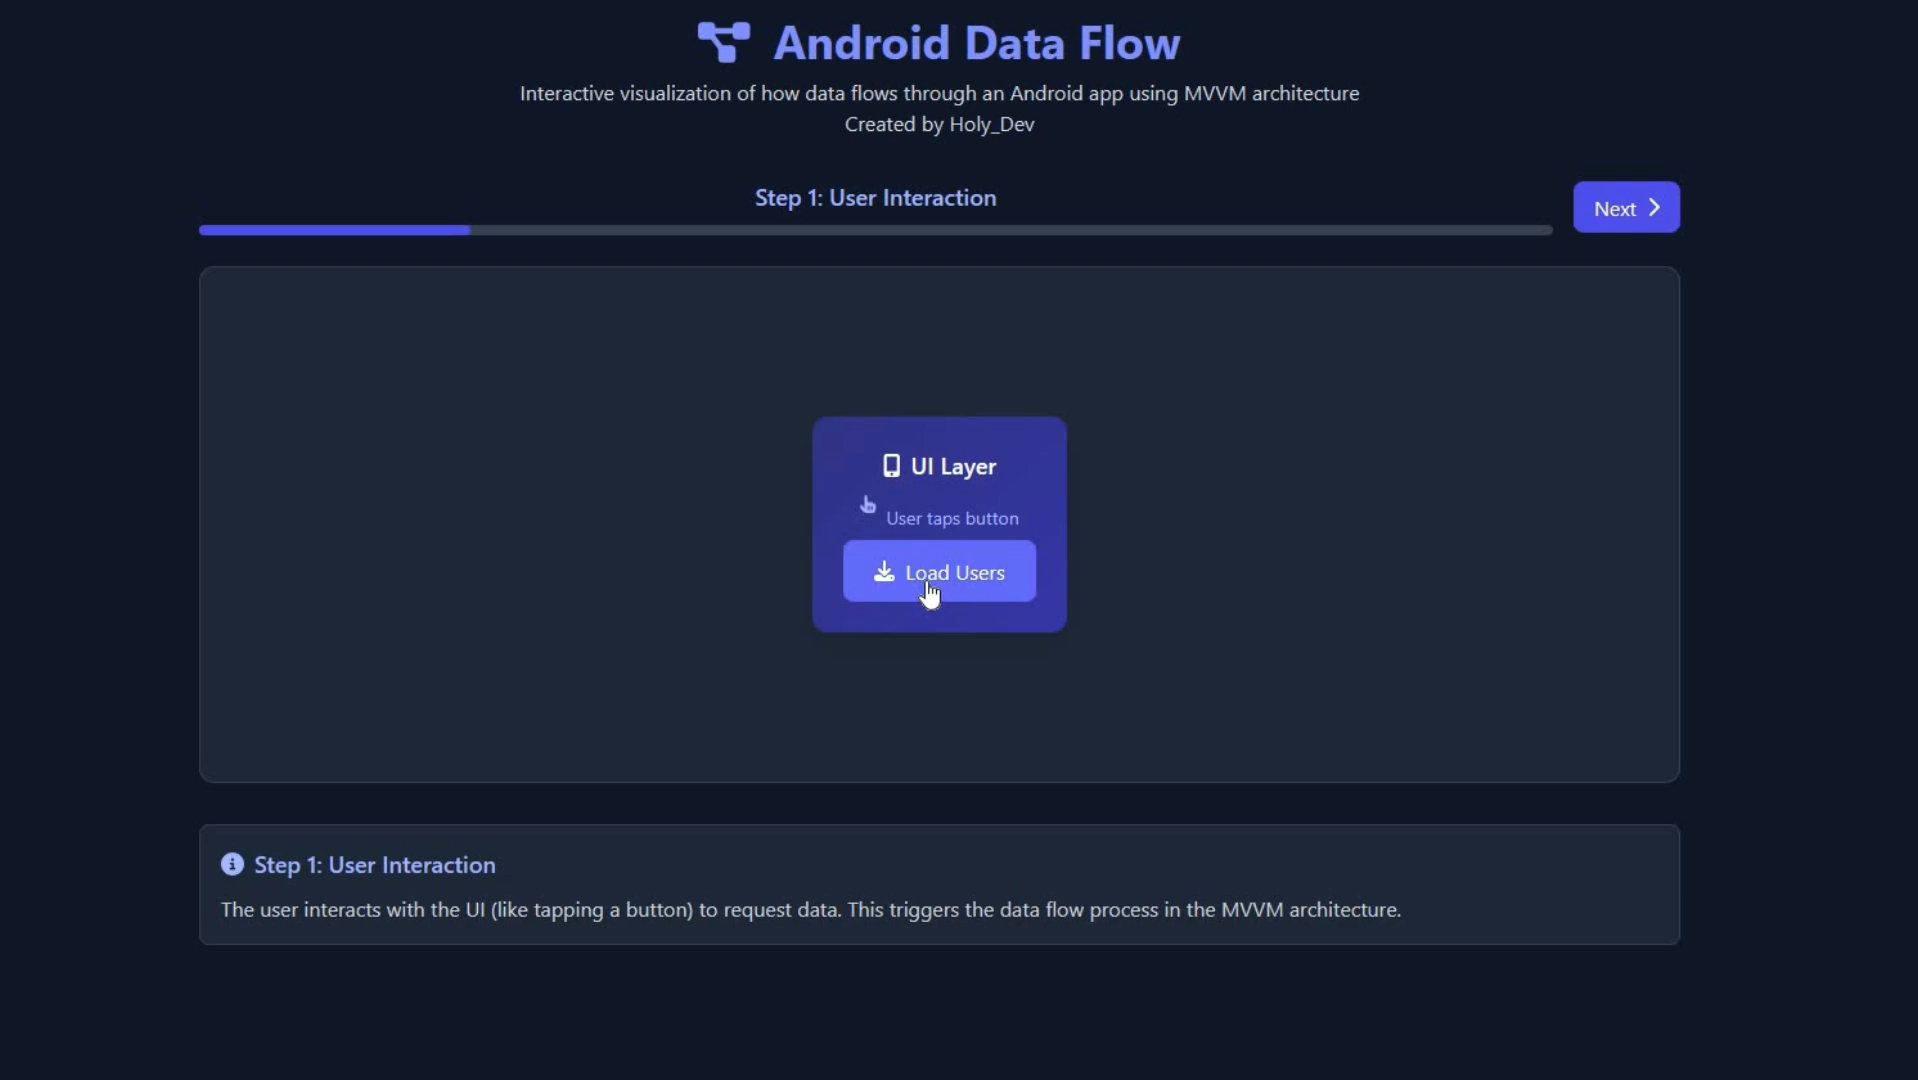 Android Data Flow
Interactive visualization of how data flows through an Android app using MVVM architecture
Created by Holy_Dev
Step 1: User Interaction
Next
UI Layer
User taps button
Load Users
Step 1: User Interaction
The user interacts with the UI (like tapping a button) to request data. This triggers the data flow process in the MVVM architecture.